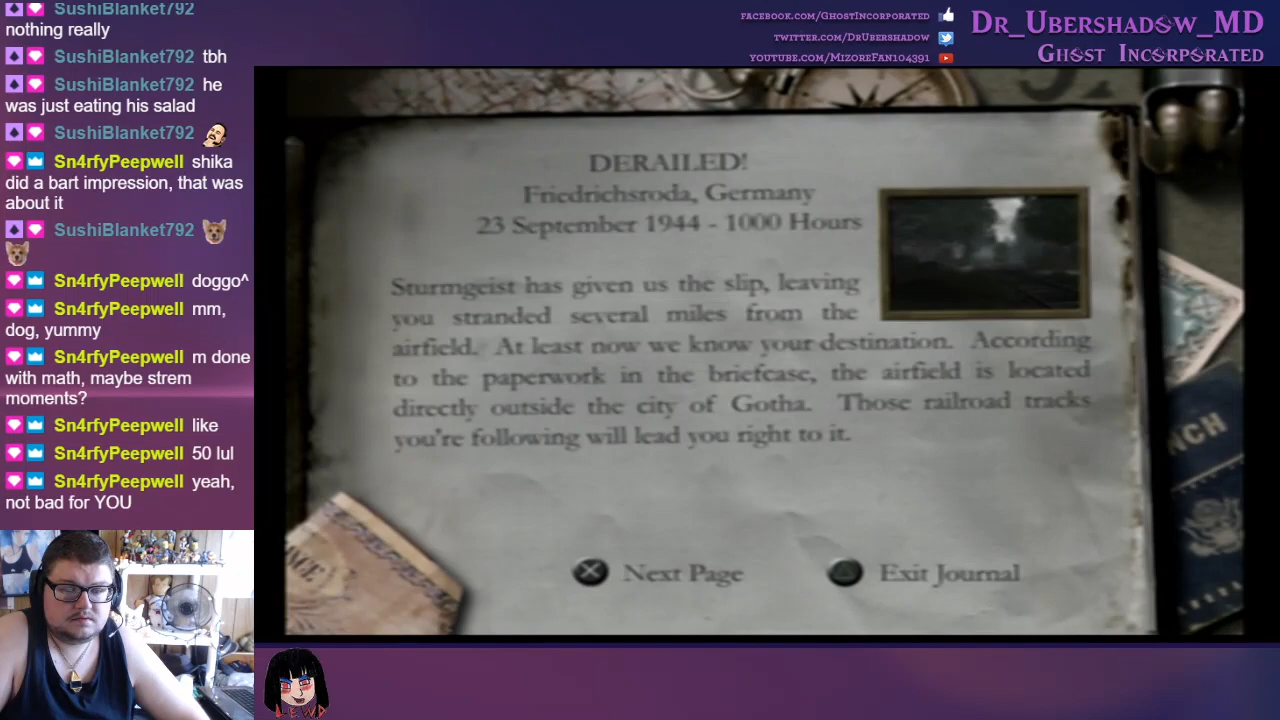 SushiBlanket792
nothing really
SushiBlanket792 tbh
SushiBlanket792 he
was just eating his salad
SushiBlanket792
Sn4rfyPeepwell shika
did a bart impression, that was
about it
SushiBlanket792
Sn4rfyPeepwell doggo^
Sn4rfyPeepwell mm,
dog, yummy
Sn4rfyPeepwell m done
with math, maybe strem
moments?
Sn4rfyPeepwell like
Sn4rfyPeepwell 50 lul
Sn4rfyPeepwell yeah,
not bad for YOU
facebook.com/GhostIncorporated
twitter.com/DrUbershadow
youtube.com/MizoreFan104391
Dr_Ubershadow_MD
Ghost Incorporated
DERAILED!
Friedrichsroda, Germany
23 September 1944 - 1000 Hours
Sturmgeist has given us the slip, leaving
you stranded several miles from the
airfield. At least now we know your destination. According
to the paperwork in the briefcase, the airfield is located
directly outside the city of Gotha. Those railroad tracks
you're following will lead you right to it.
Next Page
Exit Journal
LEWD